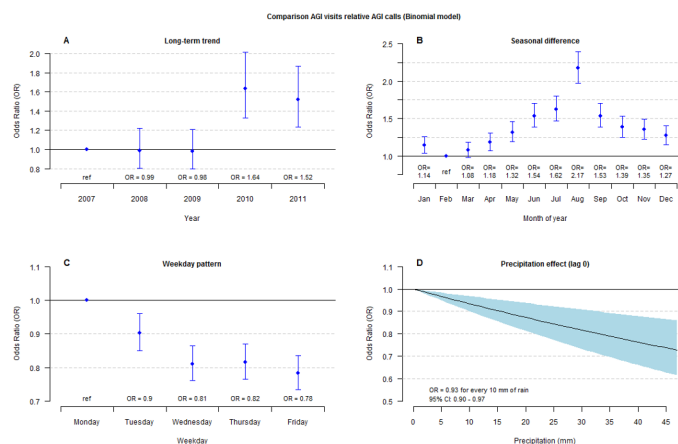 Comparison AGI visits relative AGI calls (Binomial model)
A
Long-term trend
Odds Ratio (OR)
2.0
1.8
1.6
1.4
1.2
1.0
0.8
ref
OR = 0.99
OR = 0.98
OR = 1.64
OR = 1.52
2007
2008
2009
2010
2011
Year
B
Seasonal difference
Odds Ratio (OR)
2.0
1.5
1.0
OR=
1.14
ref
OR=
1.08
OR=
1.18
OR=
1.32
OR=
1.54
OR=
1.62
OR=
2.17
OR=
1.53
OR=
1.39
OR=
1.35
OR=
1.27
Jan
Feb
Mar
Apr
May
Jun
Jul
Aug
Sep
Oct
Nov
Dec
Month of year
C
Weekday pattern
Odds Ratio (OR)
1.1
1.0
0.9
0.8
0.7
ref
OR = 0.9
OR = 0.81
OR = 0.82
OR = 0.78
Monday
Tuesday
Wednesday
Thursday
Friday
Weekday
D
Precipitation effect (lag 0)
Odds Ratio (OR)
1.1
1.0
0.9
0.8
0.7
0.6
0.5
OR = 0.93 for every 10 mm of rain
95% CI: 0.90 - 0.97
0
5
10
15
20
25
30
35
40
45
Precipitation (mm)